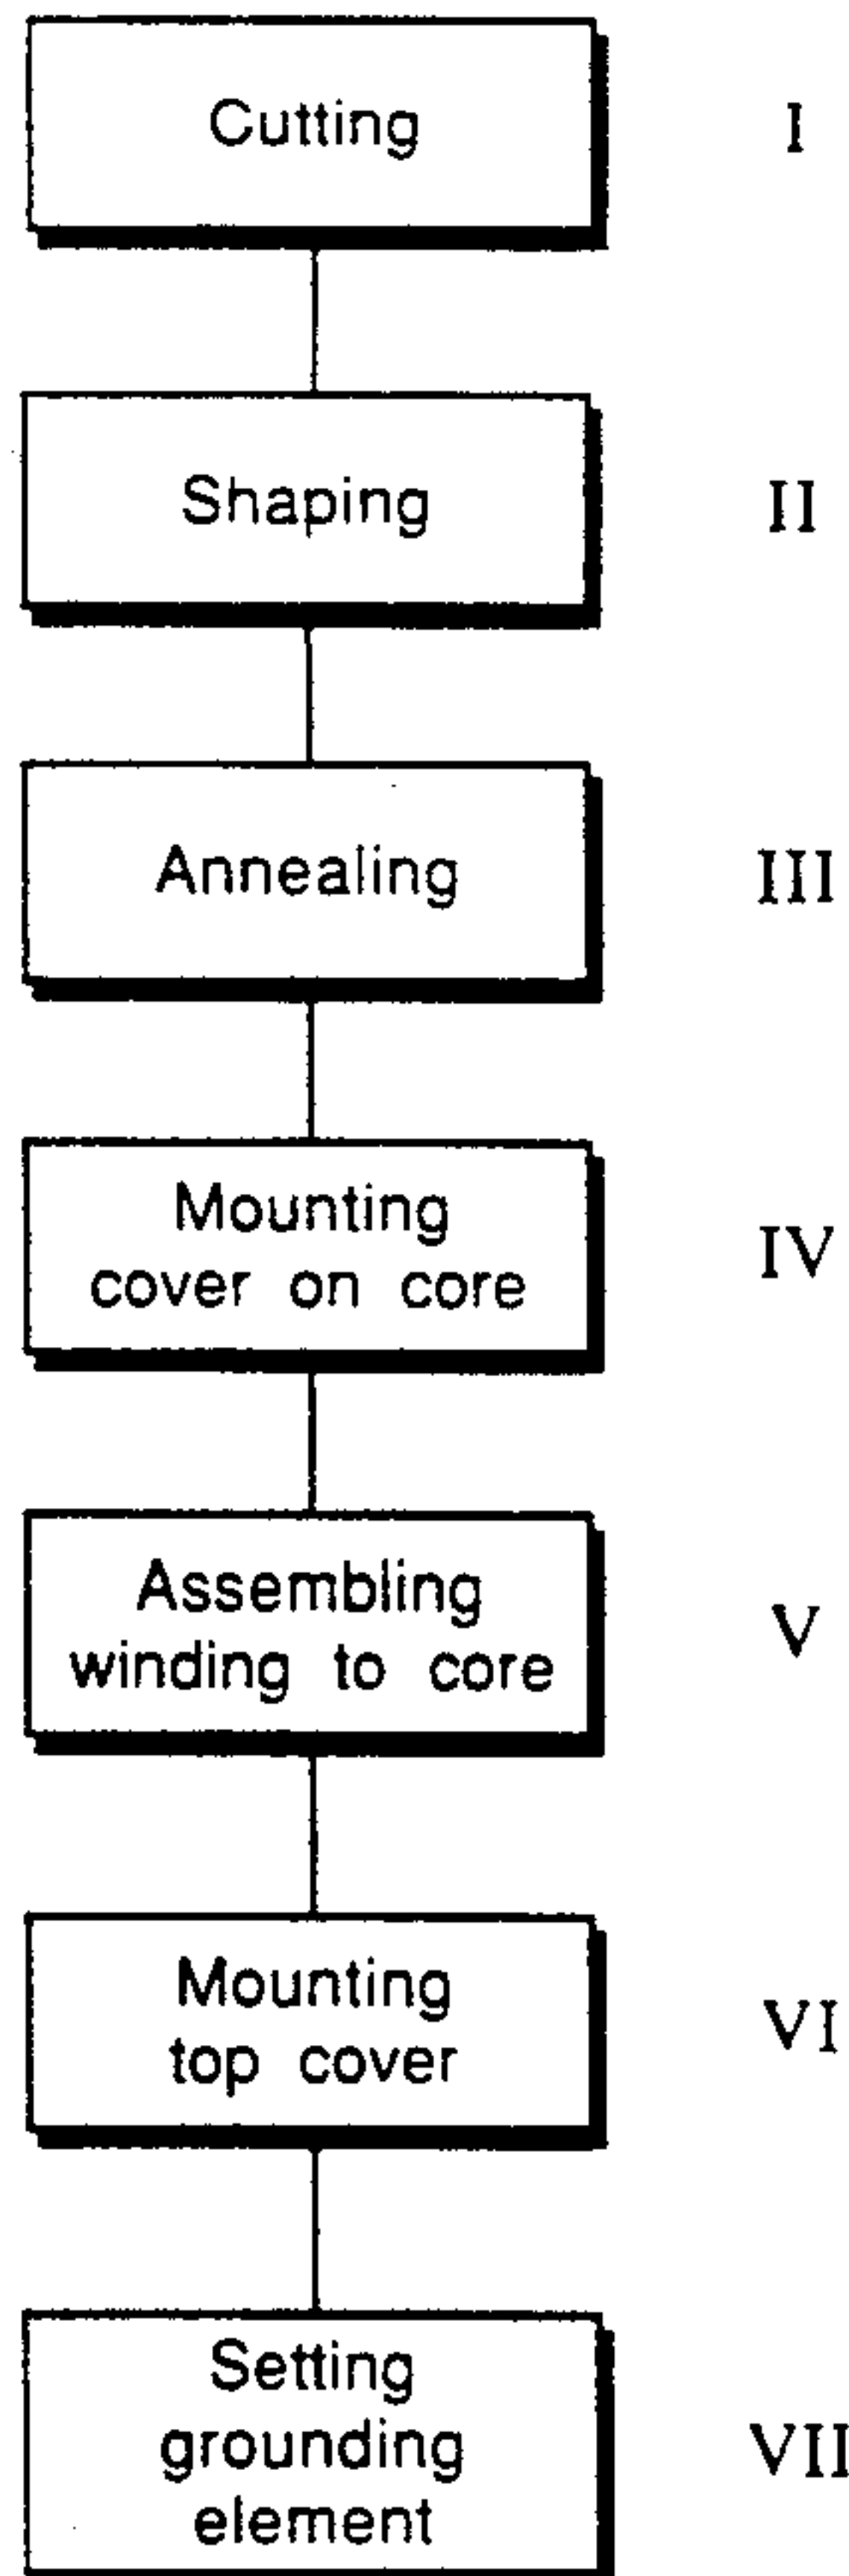 Cutting
I
Shaping
II
Annealing
III
Mounting
cover on core
IV
Assembling
winding to core
V
Mounting
top cover
VI
Setting
grounding
element
VII